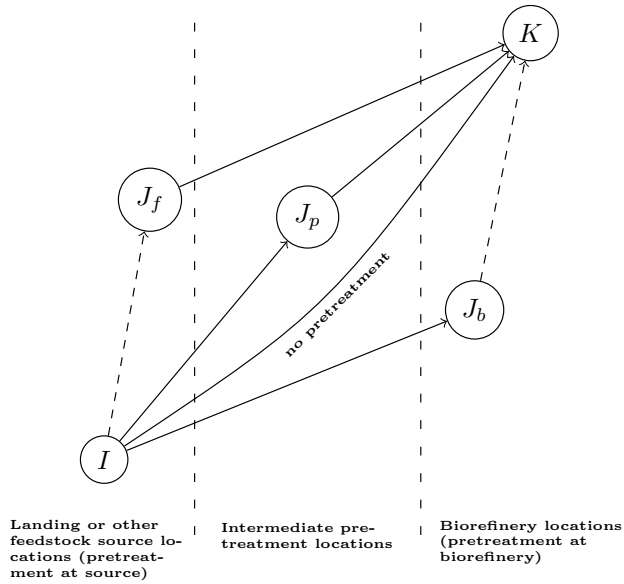 K
J_f
J_p
no pretreatment
J_b
I
Landing or other
feedstock source lo-
cations (pretreat-
ment at source)
Intermediate pre-
treatment locations
Biorefinery locations
(pretreatment at
biorefinery)